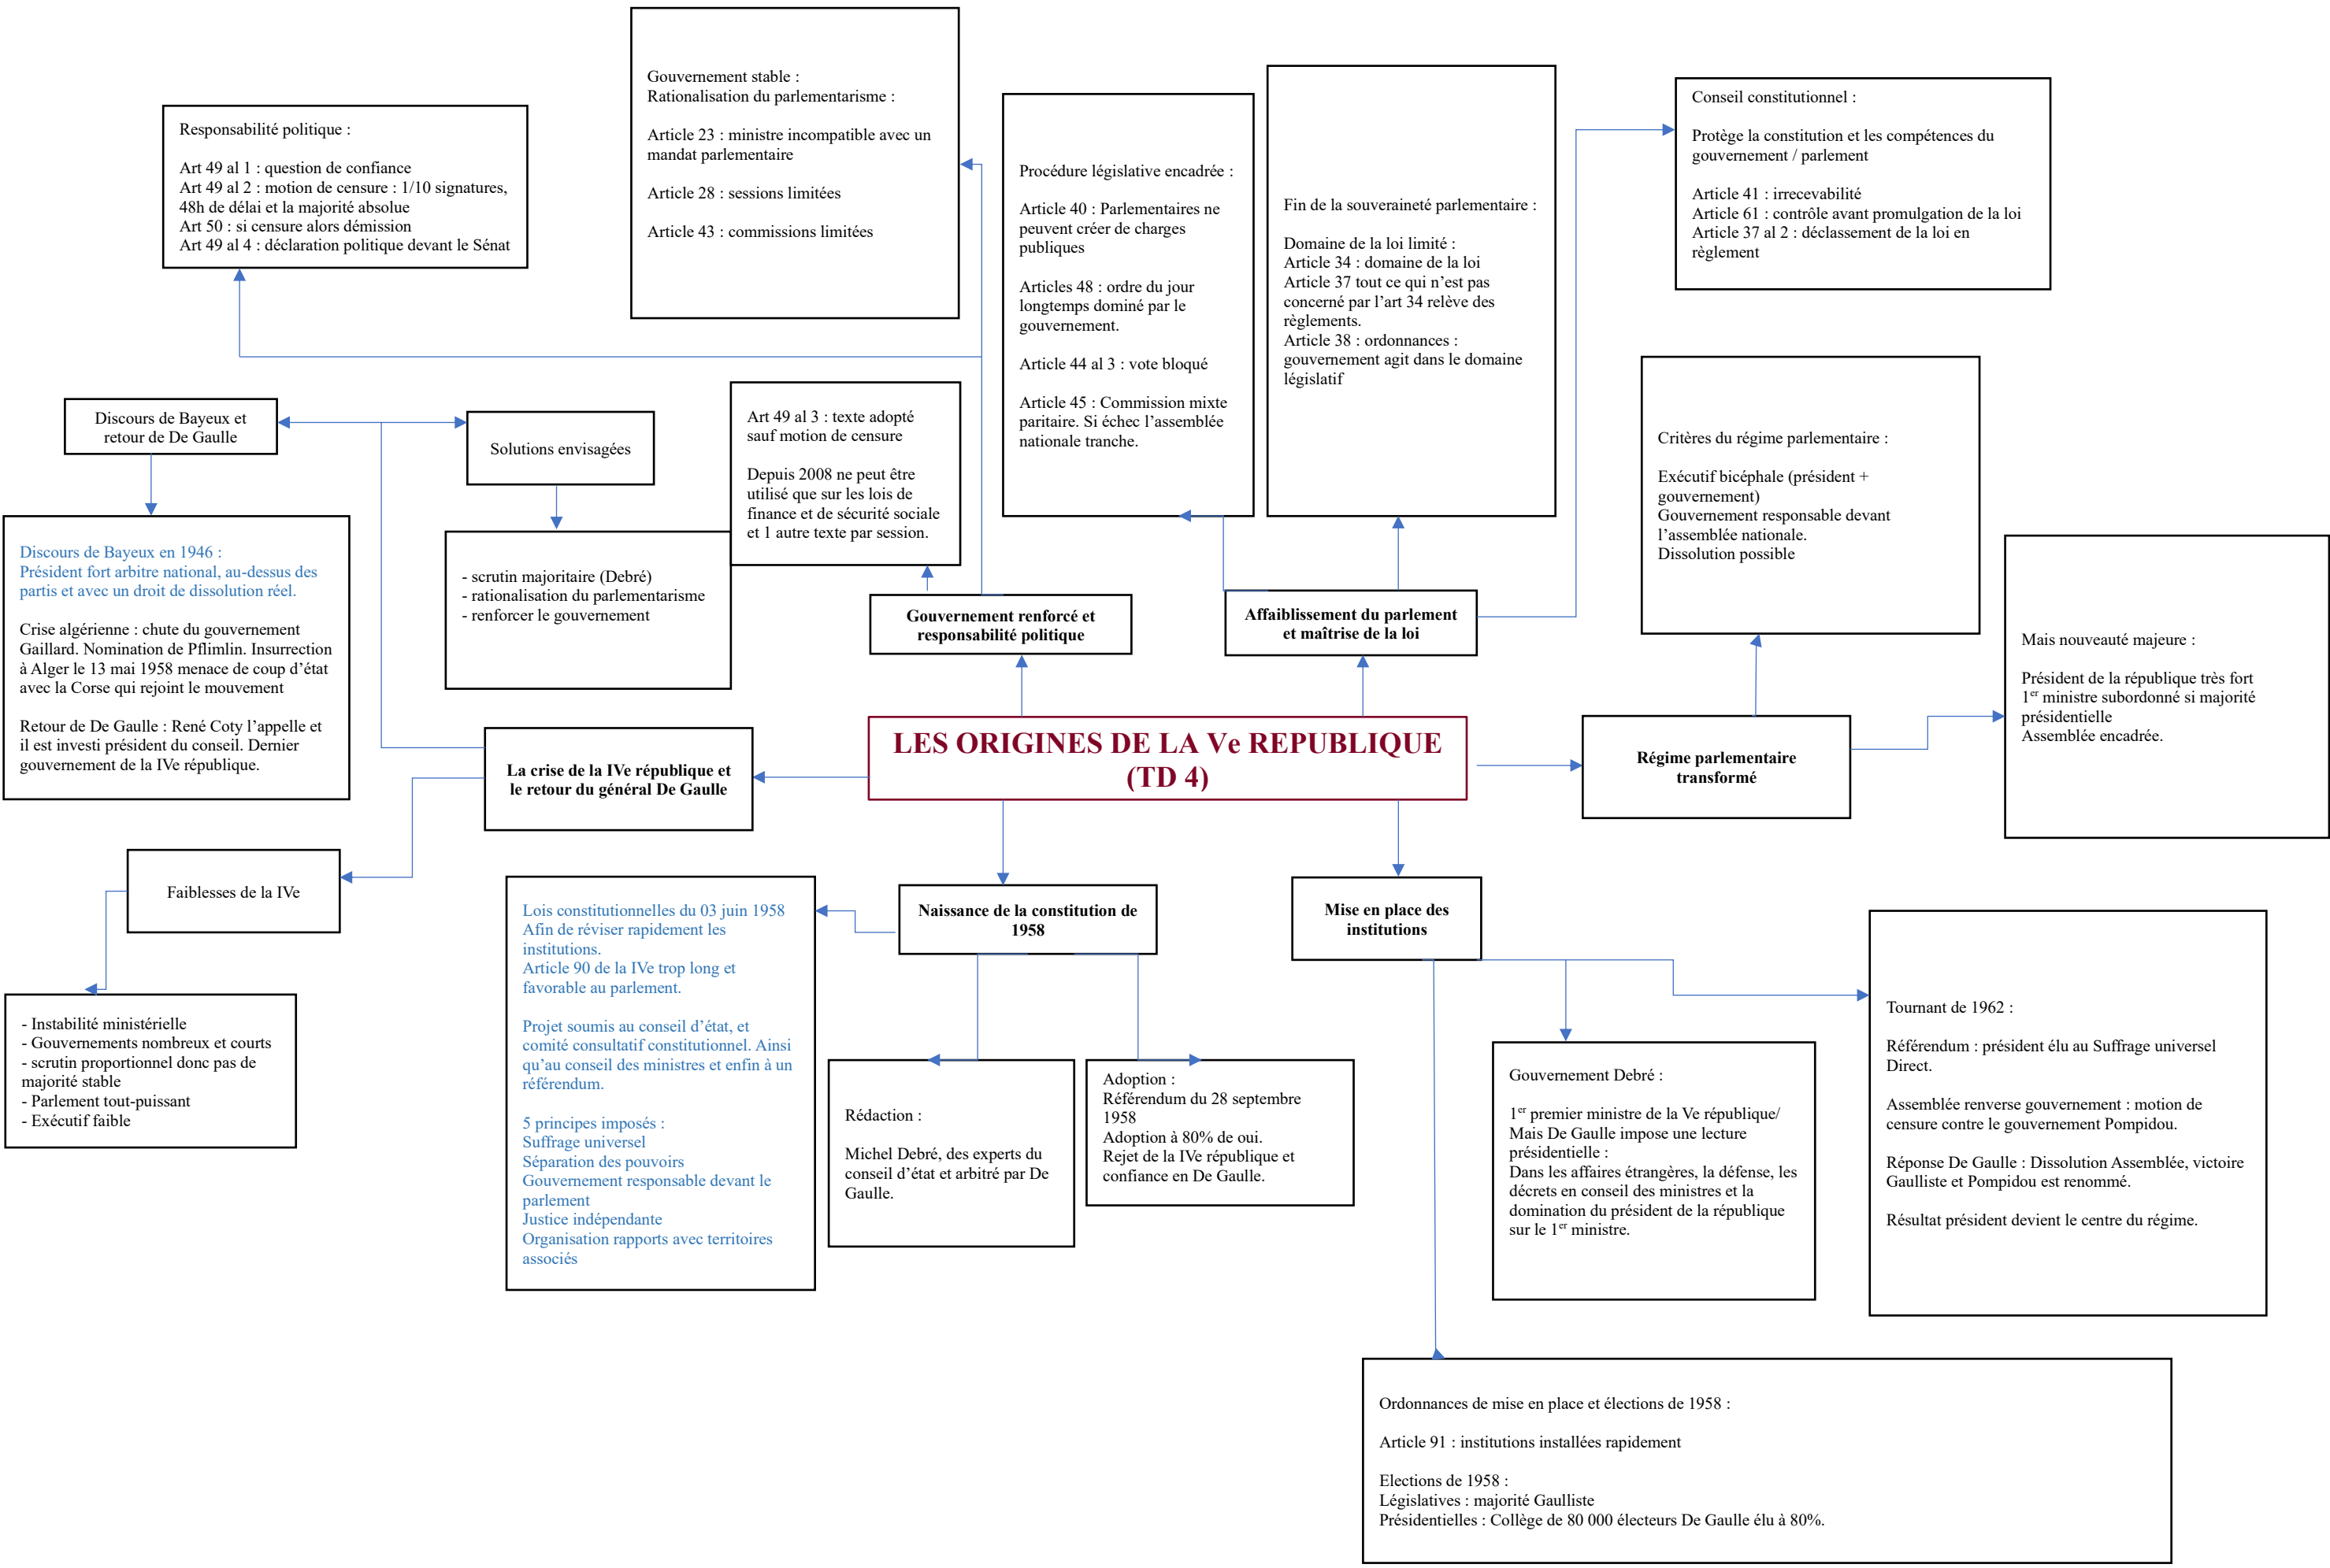 Gouvernement stable :
Rationalisation du parlementarisme :
Article 23 : ministre incompatible avec un
mandat parlementaire
Article 28 : sessions limitées
Article 43 : commissions limitées
Responsabilité politique :
Art 49 al 1 : question de confiance
Art 49 al 2 : motion de censure : 1/10 signatures,
48h de délai et la majorité absolue
Art 50 : si censure alors démission
Art 49 al 4 : déclaration politique devant le Sénat
Procédure législative encadrée :
Article 40 : Parlementaires ne
peuvent créer de charges
publiques
Articles 48 : ordre du jour
longtemps dominé par le
gouvernement.
Article 44 al 3 : vote bloqué
Article 45 : Commission mixte
paritaire. Si échec l’assemblée
nationale tranche.
Fin de la souveraineté parlementaire :
Domaine de la loi limité :
Article 34 : domaine de la loi
Article 37 tout ce qui n’est pas
concerné par l’art 34 relève des
règlements.
Article 38 : ordonnances :
gouvernement agit dans le domaine
législatif
Conseil constitutionnel :
Protège la constitution et les compétences du
gouvernement / parlement
Article 41 : irrecevabilité
Article 61 : contrôle avant promulgation de la loi
Article 37 al 2 : déclassement de la loi en
règlement
Discours de Bayeux et
retour de De Gaulle
Solutions envisagées
Art 49 al 3 : texte adopté
sauf motion de censure
Depuis 2008 ne peut être
utilisé que sur les lois de
finance et de sécurité sociale
et 1 autre texte par session.
Critères du régime parlementaire :
Exécutif bicéphale (président +
gouvernement)
Gouvernement responsable devant
l’assemblée nationale.
Dissolution possible
Discours de Bayeux en 1946 :
Président fort arbitre national, au-dessus des
partis et avec un droit de dissolution réel.
Crise algérienne : chute du gouvernement
Gaillard. Nomination de Pflimlin. Insurrection
à Alger le 13 mai 1958 menace de coup d’état
avec la Corse qui rejoint le mouvement
Retour de De Gaulle : René Coty l’appelle et
il est investi président du conseil. Dernier
gouvernement de la IVe république.
- scrutin majoritaire (Debré)
- rationalisation du parlementarisme
- renforcer le gouvernement
Gouvernement renforcé et
responsabilité politique
Affaiblissement du parlement
et maîtrise de la loi
Mais nouveauté majeure :
Président de la république très fort
1er ministre subordonné si majorité
présidentielle
Assemblée encadrée.
La crise de la IVe république et
le retour du général De Gaulle
LES ORIGINES DE LA Ve REPUBLIQUE
(TD 4)
Régime parlementaire
transformé
Faiblesses de la IVe
- Instabilité ministérielle
- Gouvernements nombreux et courts
- scrutin proportionnel donc pas de
majorité stable
- Parlement tout-puissant
- Exécutif faible
Lois constitutionnelles du 03 juin 1958
Afin de réviser rapidement les
institutions.
Article 90 de la IVe trop long et
favorable au parlement.
Projet soumis au conseil d’état, et
comité consultatif constitutionnel. Ainsi
qu’au conseil des ministres et enfin à un
référendum.
5 principes imposés :
Suffrage universel
Séparation des pouvoirs
Gouvernement responsable devant le
parlement
Justice indépendante
Organisation rapports avec territoires
associés
Naissance de la constitution de
1958
Mise en place des
institutions
Rédaction :
Michel Debré, des experts du
conseil d’état et arbitré par De
Gaulle.
Adoption :
Référendum du 28 septembre
1958
Adoption à 80% de oui.
Rejet de la IVe république et
confiance en De Gaulle.
Gouvernement Debré :
1er premier ministre de la Ve république/
Mais De Gaulle impose une lecture
présidentielle :
Dans les affaires étrangères, la défense, les
décrets en conseil des ministres et la
domination du président de la république
sur le 1er ministre.
Tournant de 1962 :
Référendum : président élu au Suffrage universel
Direct.
Assemblée renverse gouvernement : motion de
censure contre le gouvernement Pompidou.
Réponse De Gaulle : Dissolution Assemblée, victoire
Gaulliste et Pompidou est renommé.
Résultat président devient le centre du régime.
Ordonnances de mise en place et élections de 1958 :
Article 91 : institutions installées rapidement
Elections de 1958 :
Législatives : majorité Gaulliste
Présidentielles : Collège de 80 000 électeurs De Gaulle élu à 80%.